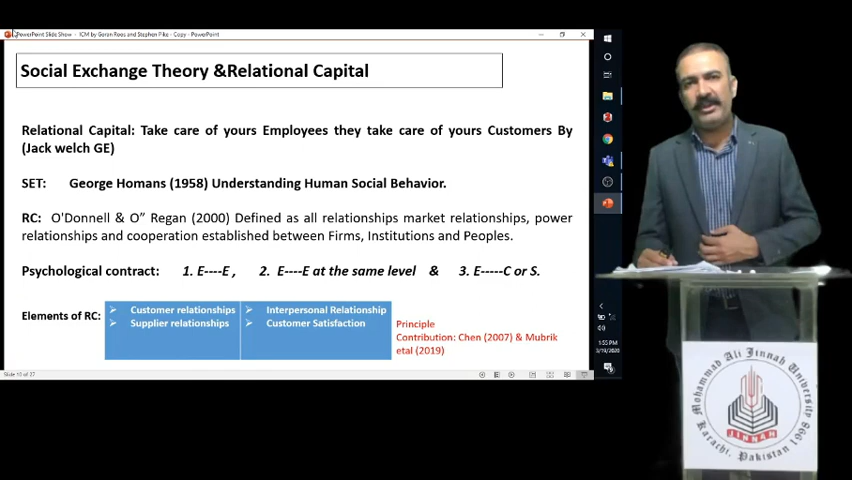 PowerPoint Slide Show - ICM by Goran Roos and Stephen Pike - Copy - PowerPoint
Social Exchange Theory &Relational Capital
Relational Capital: Take care of yours Employees they take care of yours Customers By
(Jack welch GE)
SET: George Homans (1958) Understanding Human Social Behavior.
RC: O'Donnell & O” Regan (2000) Defined as all relationships market relationships, power
relationships and cooperation established between Firms, Institutions and Peoples.
Psychological contract: 1. E----E , 2. E----E at the same level & 3. E-----C or S.
Elements of RC:
Customer relationships
Supplier relationships
Interpersonal Relationship
Customer Satisfaction
Principle
Contribution: Chen (2007) & Mubrik
etal (2019)
1:55 PM
Mohammad Ali Jinnah University
JINNAH
Karachi, Pakistan 1998